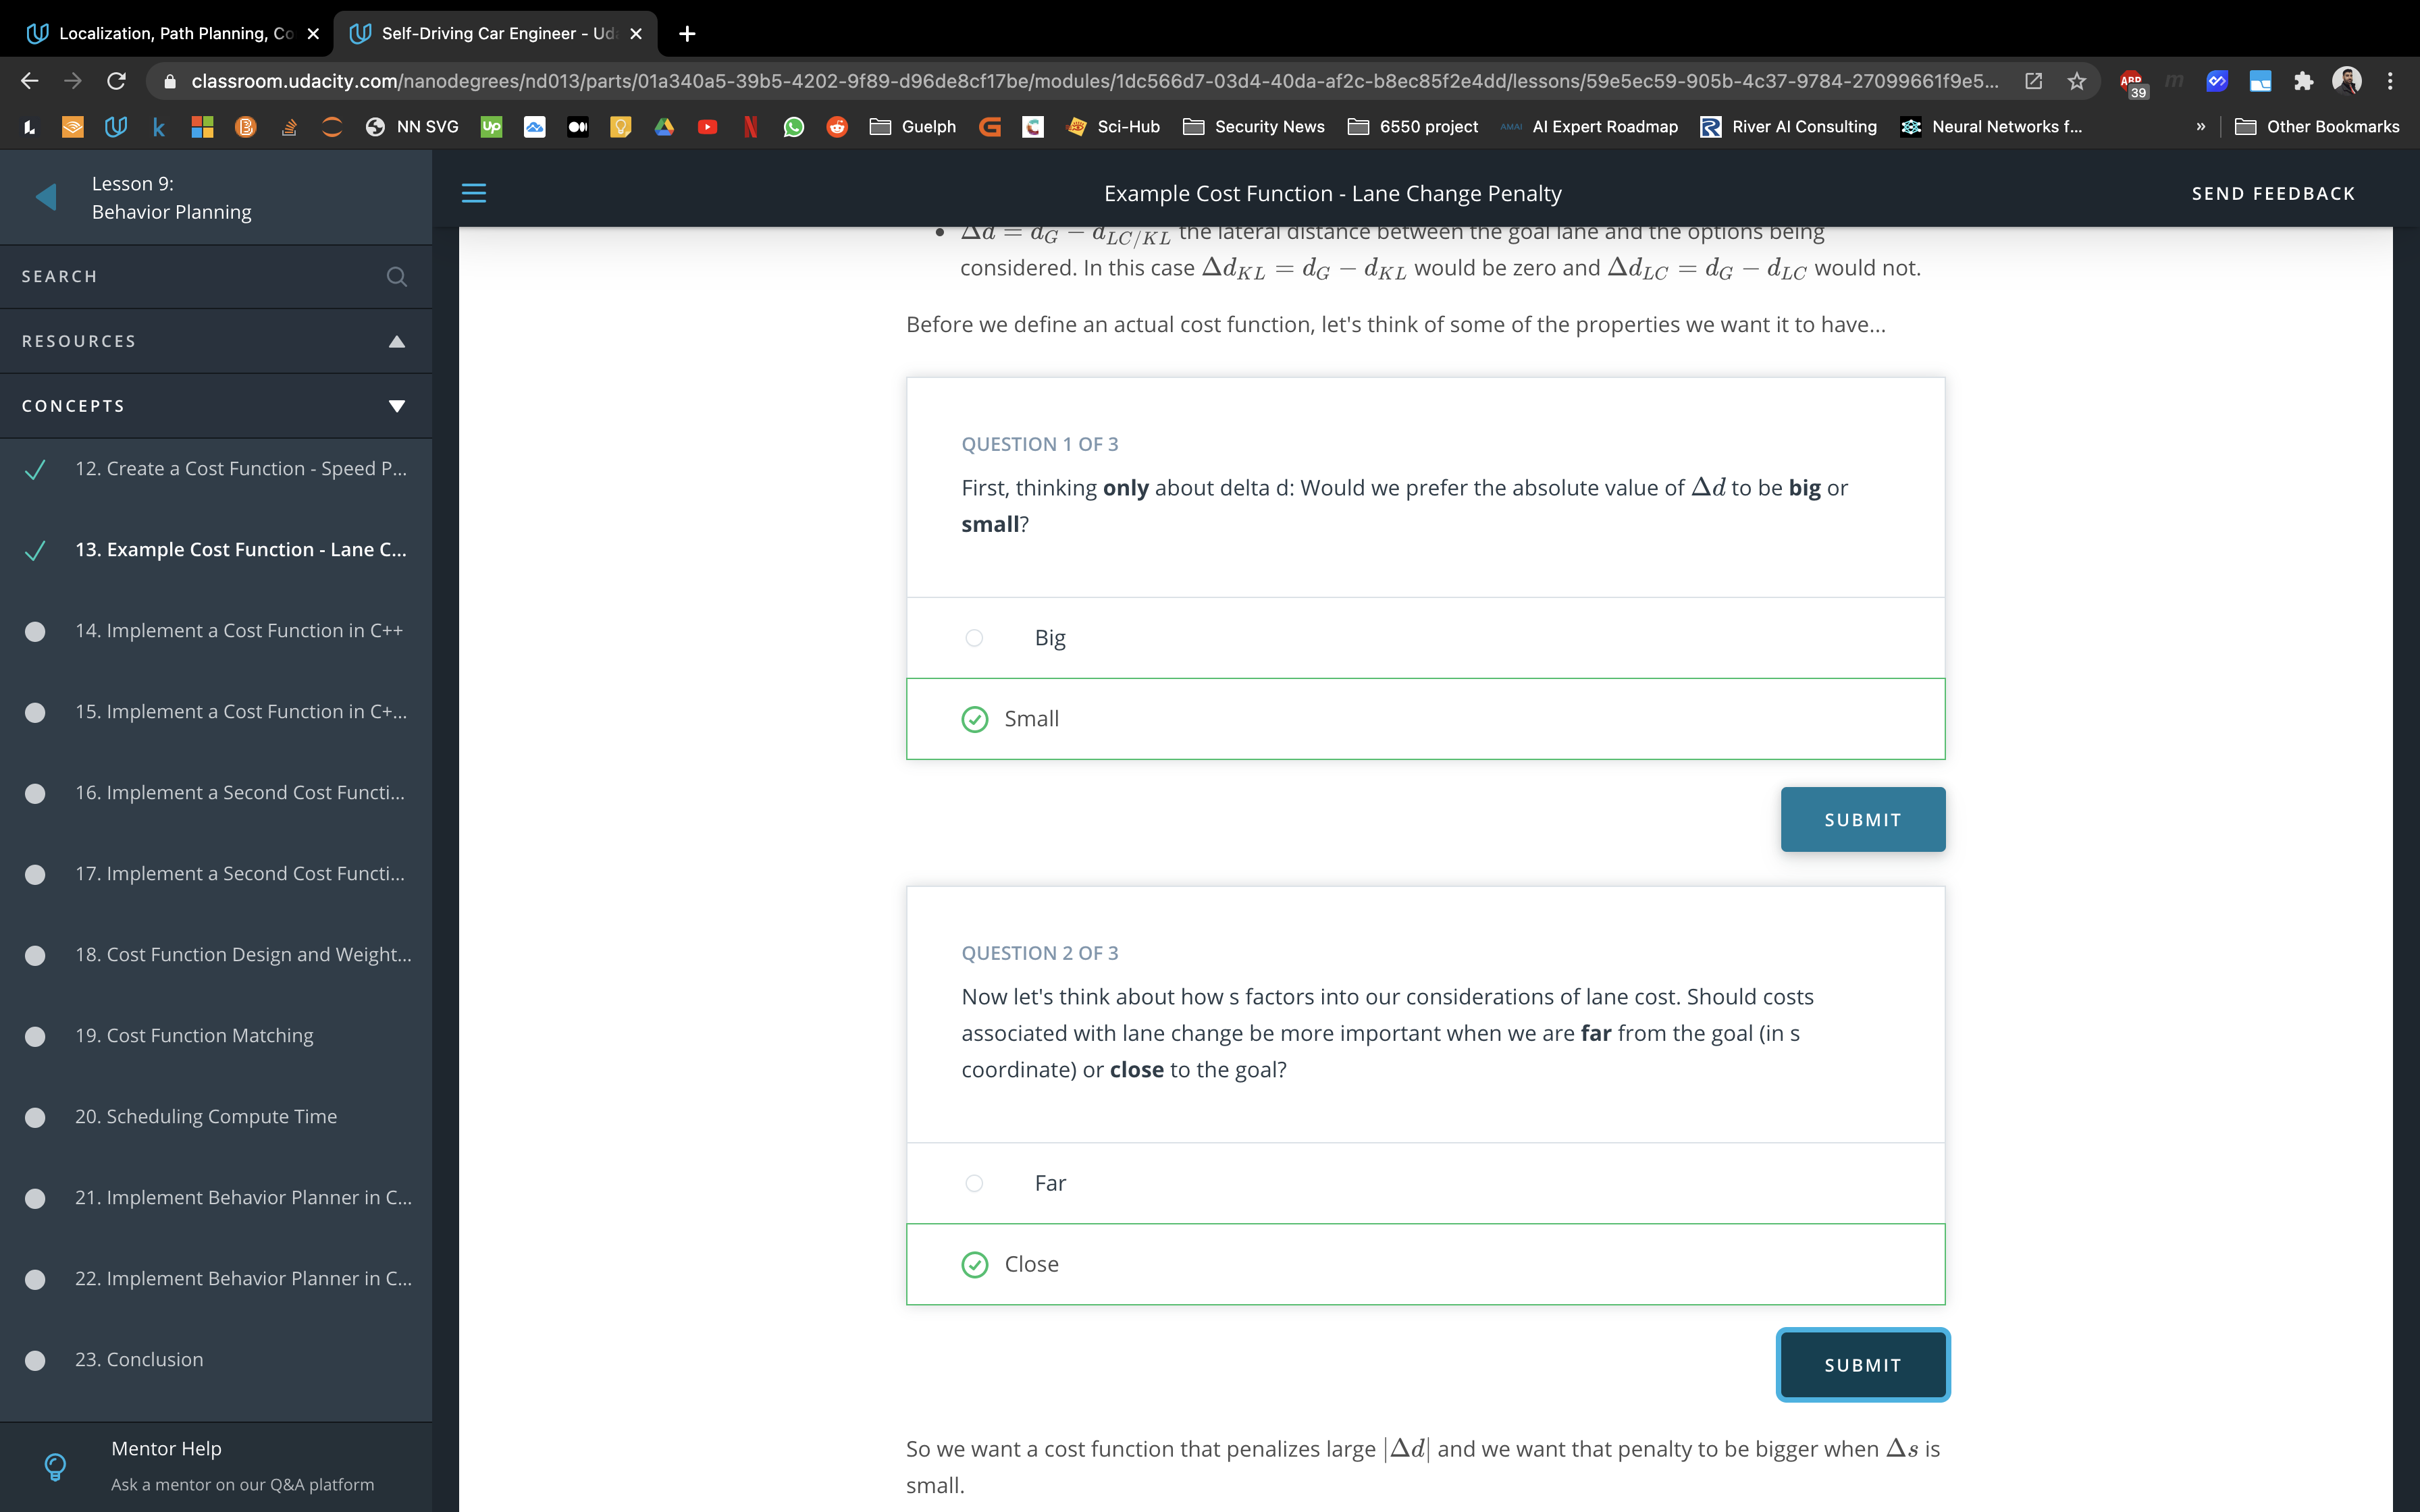 Localization, Path Planning, Co
Self-Driving Car Engineer - Uda
classroom.udacity.com/nanodegrees/nd013/parts/01a340a5-39b5-4202-9f89-d96de8cf17be/modules/1dc566d7-03d4-40da-af2c-b8ec85f2e4dd/lessons/59e5ec59-905b-4c37-9784-27099661f9e5...
ABP
39
NN SVG
Up
Guelph
Sci-Hub
Security News
6550 project
AMAI
AI Expert Roadmap
River AI Consulting
Neural Networks f...
»
Other Bookmarks
Lesson 9:
Behavior Planning
Example Cost Function - Lane Change Penalty
SEND FEEDBACK
SEARCH
RESOURCES
CONCEPTS
12. Create a Cost Function - Speed P...
13. Example Cost Function - Lane C...
14. Implement a Cost Function in C++
15. Implement a Cost Function in C+...
16. Implement a Second Cost Functi...
17. Implement a Second Cost Functi...
18. Cost Function Design and Weight...
19. Cost Function Matching
20. Scheduling Compute Time
21. Implement Behavior Planner in C...
22. Implement Behavior Planner in C...
23. Conclusion
Mentor Help
Ask a mentor on our Q&A platform
• Δd = d_G − d_{LC/KL} the lateral distance between the goal lane and the options being
considered. In this case Δd_{KL} = d_G − d_{KL} would be zero and Δd_{LC} = d_G − d_{LC} would not.
Before we define an actual cost function, let's think of some of the properties we want it to have...
QUESTION 1 OF 3
First, thinking only about delta d: Would we prefer the absolute value of Δd to be big or
small?
Big
Small
SUBMIT
QUESTION 2 OF 3
Now let's think about how s factors into our considerations of lane cost. Should costs
associated with lane change be more important when we are far from the goal (in s
coordinate) or close to the goal?
Far
Close
SUBMIT
So we want a cost function that penalizes large |Δd| and we want that penalty to be bigger when Δs is
small.